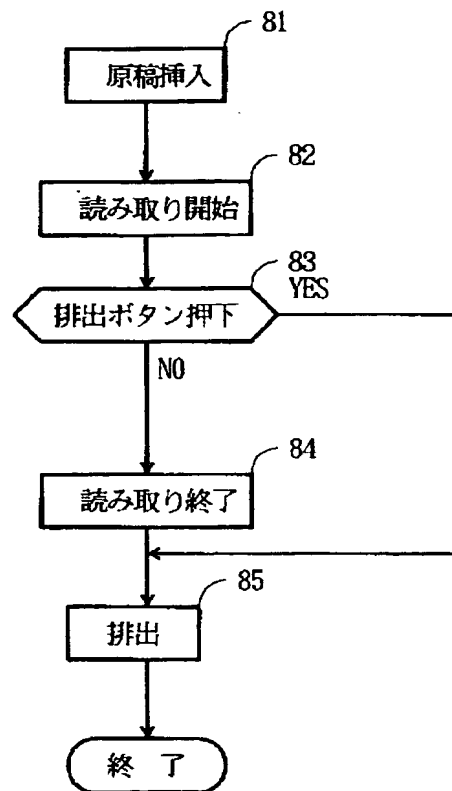 81
原稿挿入
82
読み取り開始
83
YES
排出ボタン押下
NO
84
読み取り終了
85
排出
終 了